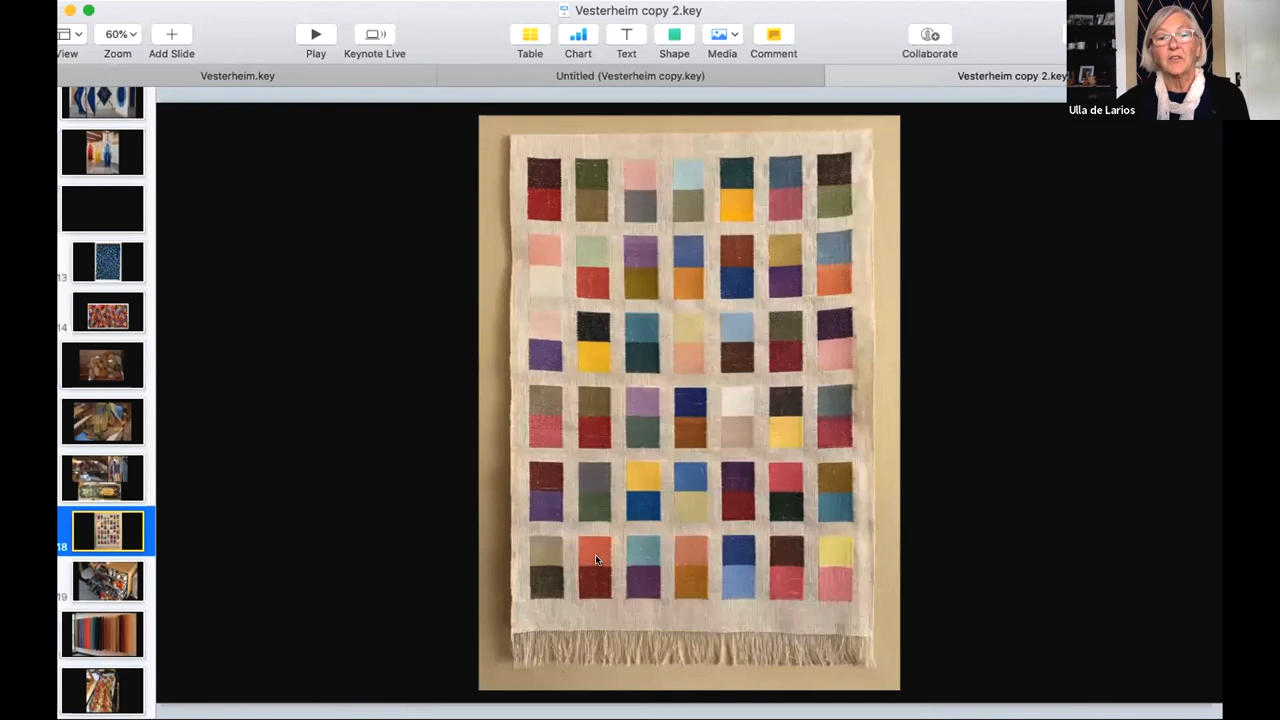 Vesterheim copy 2.key
View
60%
Zoom
Add Slide
Play
Keynote Live
Table
Chart
Text
Shape
Media
Comment
Collaborate
Vesterheim.key
Untitled (Vesterheim copy.key)
Vesterheim copy 2.key
Ulla de Larios
13
14
18
19